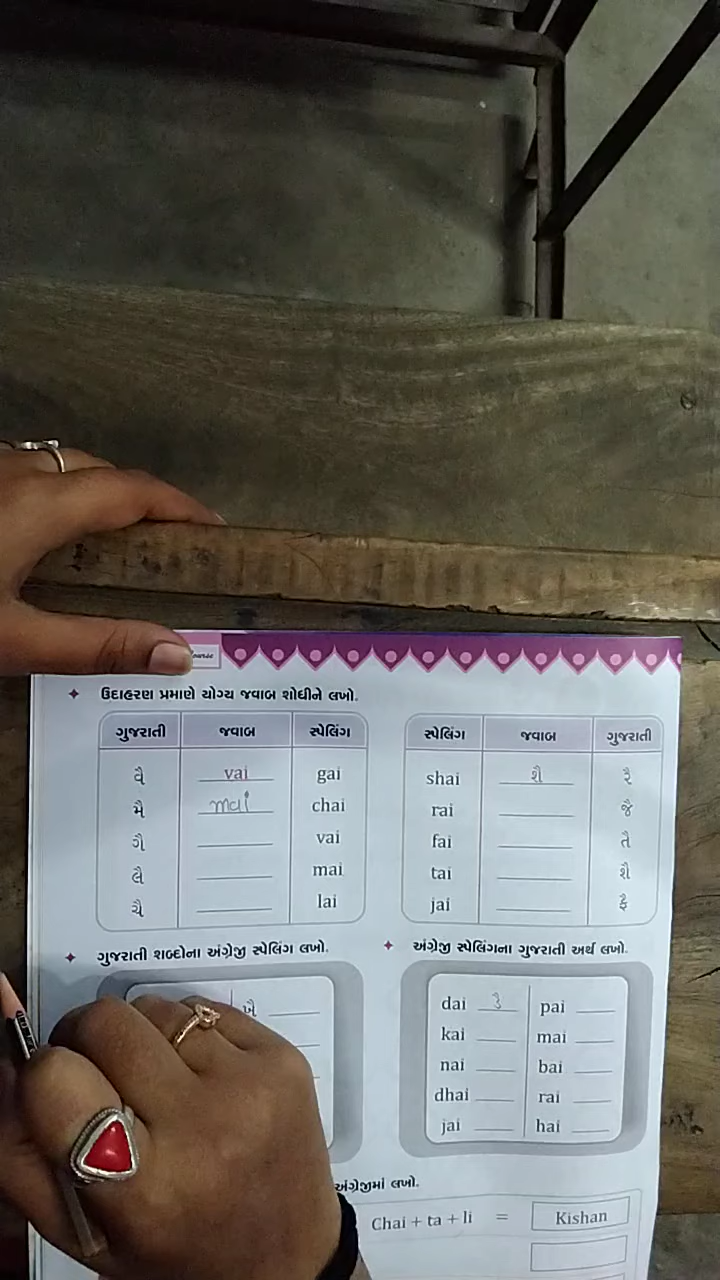 ઉદાહરણ પ્રમાણે યોગ્ય જવાબ શોધીને લખો.
ગુજરાતી જવાબ સ્પેલિંગ
વૈ vai gai
મૈ mai chai
ગૈ vai
લૈ mai
ચૈ lai
સ્પેલિંગ જવાબ ગુજરાતી
shai શૈ રૈ
rai જૈ
fai તૈ
tai શૈ
jai ફૈ
ગુજરાતી શબ્દોના અંગ્રેજી સ્પેલિંગ લખો.
ખૈ
અંગ્રેજી સ્પેલિંગના ગુજરાતી અર્થ લખો.
dai દૈ pai
kai mai
nai bai
dhai rai
jai hai
અંગ્રેજીમાં લખો.
Chai + ta + li = Kishan